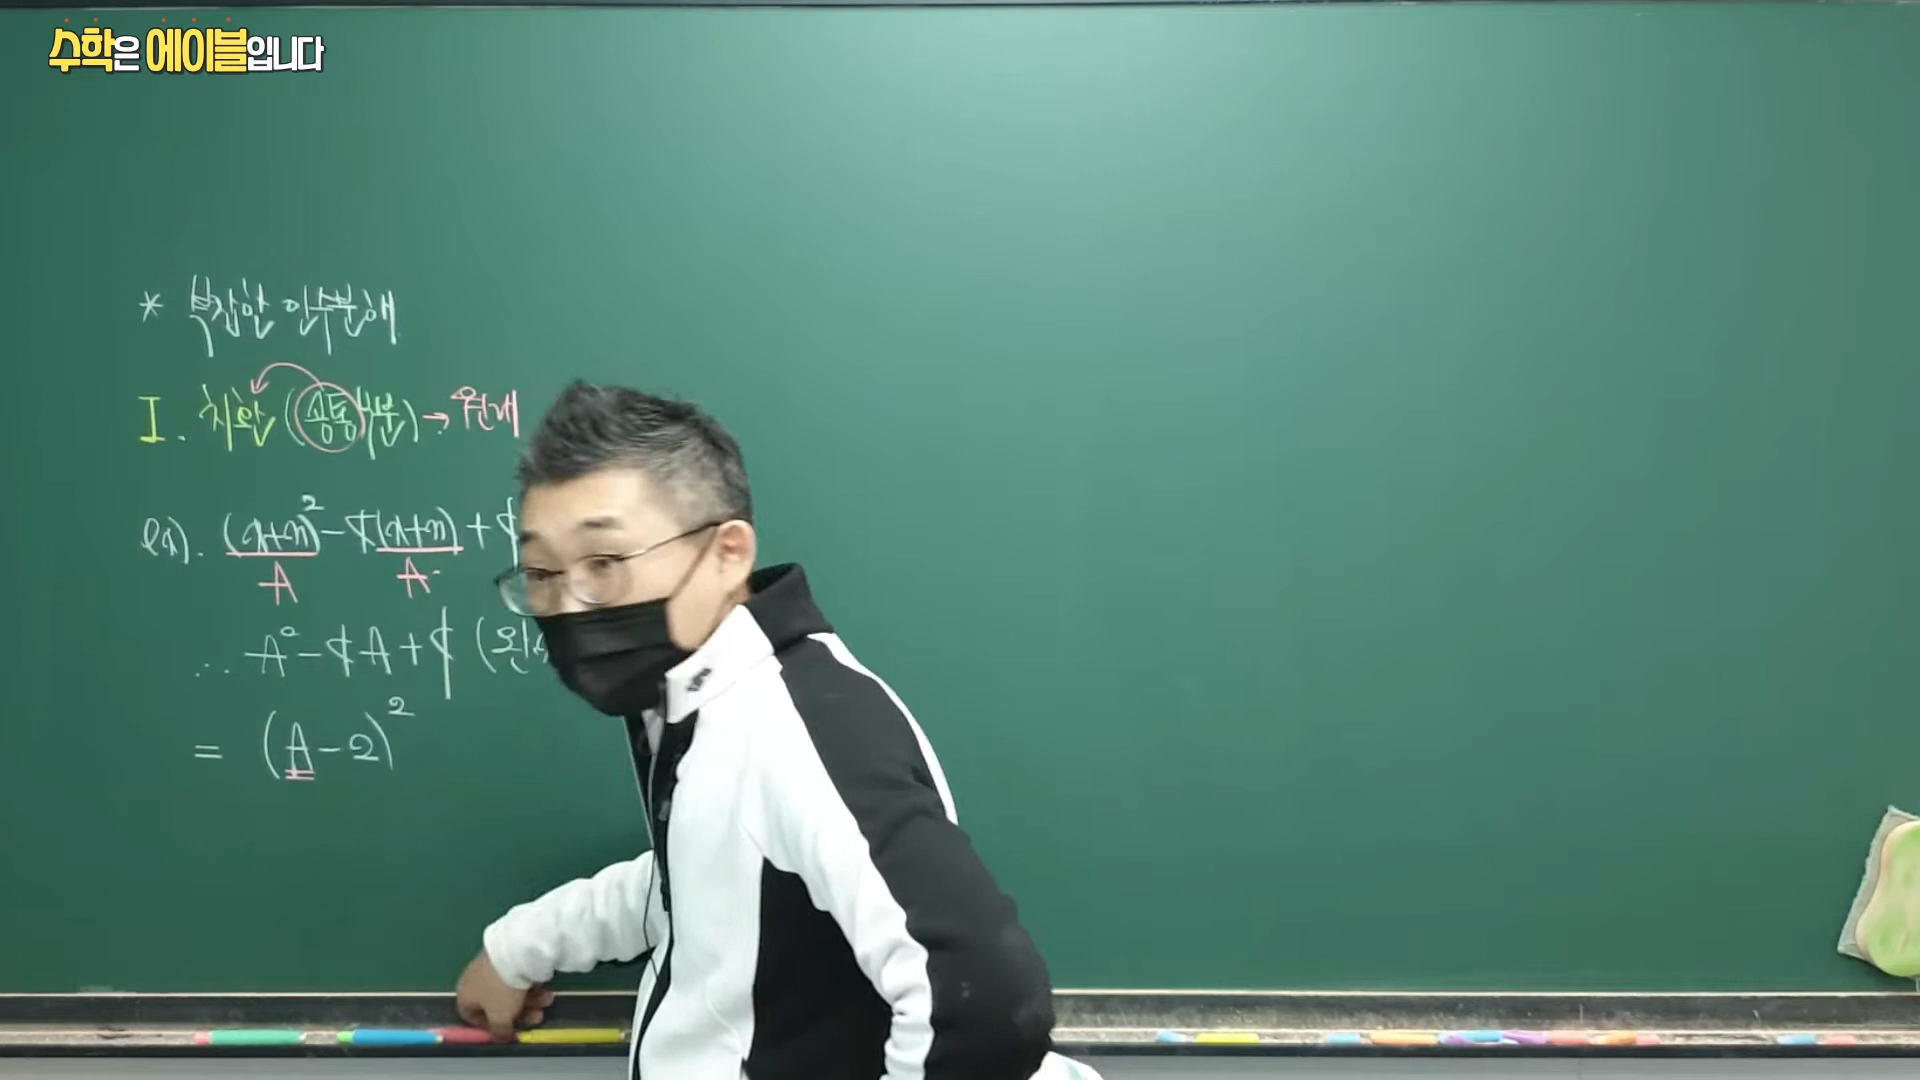 수학은 에이블입니다
* 복잡한 인수분해
I. 치환 (공통부분) → 원래
ex). (x+y)² - 4(x+y) + 4
A A
∴ A² - 4A + 4 (완
= (A - 2)²